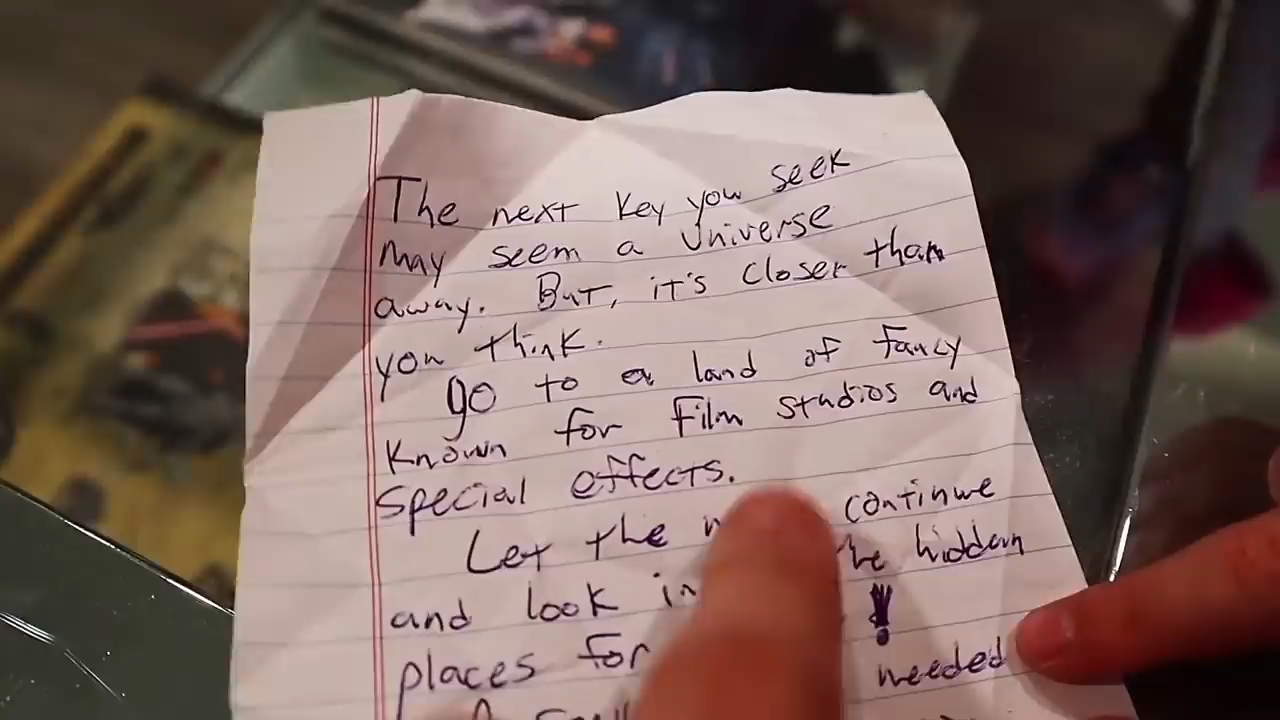 The next key you seek
may seem a Universe
away. But, it's closer than
you think.
Go to a land of fancy
Known for film studios and
special effects.
Let the continue
and look in the hidden
places for !
needed